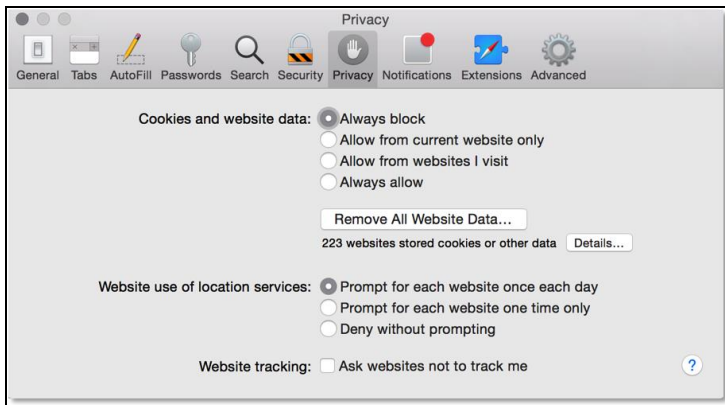 Privacy
General Tabs AutoFill Passwords Search Security Privacy Notifications Extensions Advanced
Cookies and website data: Always block
Allow from current website only
Allow from websites I visit
Always allow
Remove All Website Data...
223 websites stored cookies or other data Details...
Website use of location services: Prompt for each website once each day
Prompt for each website one time only
Deny without prompting
Website tracking: Ask websites not to track me ?